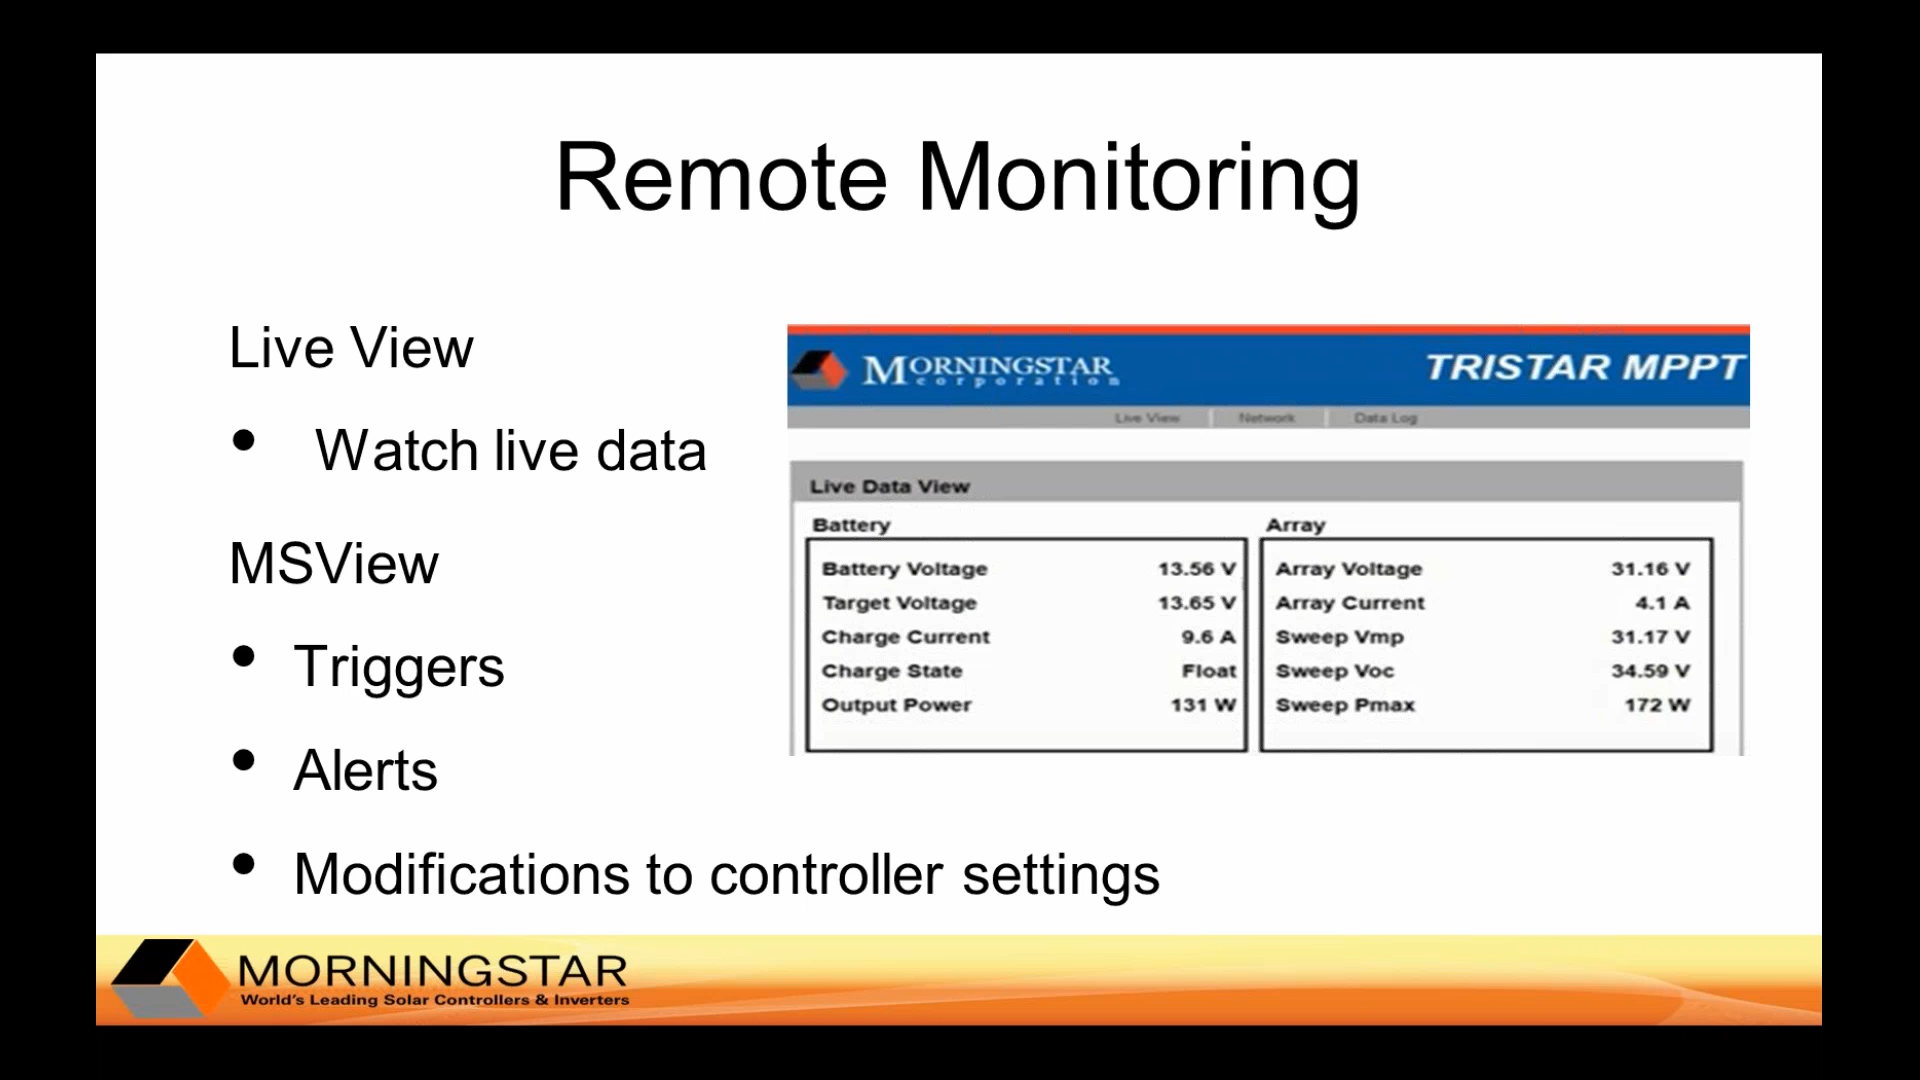 Remote Monitoring
Live View
• Watch live data
MSView
• Triggers
• Alerts
• Modifications to controller settings
MORNINGSTAR
corporation
TRISTAR MPPT
Live View | Network | Data Log
Live Data View
Battery
Battery Voltage 13.56 V
Target Voltage 13.65 V
Charge Current 9.6 A
Charge State Float
Output Power 131 W
Array
Array Voltage 31.16 V
Array Current 4.1 A
Sweep Vmp 31.17 V
Sweep Voc 34.59 V
Sweep Pmax 172 W
MORNINGSTAR
World's Leading Solar Controllers & Inverters